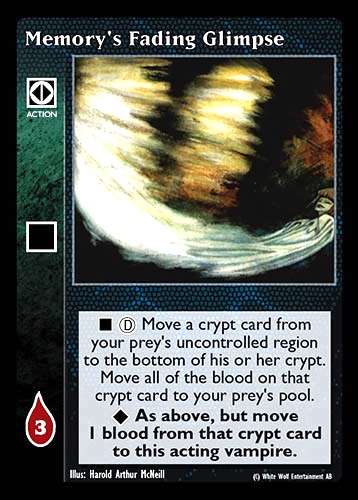 Memory's Fading Glimpse
ACTION
■ Ⓓ Move a crypt card from
your prey's uncontrolled region
to the bottom of his or her crypt.
Move all of the blood on that
crypt card to your prey's pool.
◆ As above, but move
1 blood from that crypt card
to this acting vampire.
3
Illus: Harold Arthur McNeill
(C) White Wolf Entertainment AB